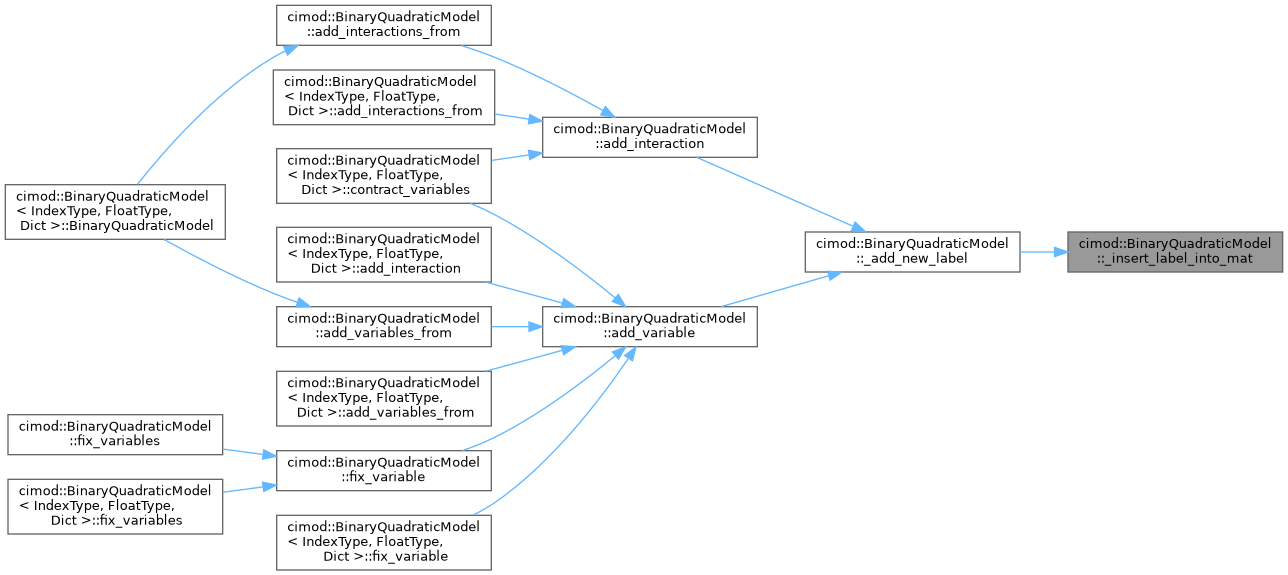 cimod::BinaryQuadraticModel
::add_interactions_from
cimod::BinaryQuadraticModel
< IndexType, FloatType,
Dict >::add_interactions_from
cimod::BinaryQuadraticModel
::add_interaction
cimod::BinaryQuadraticModel
< IndexType, FloatType,
Dict >::contract_variables
cimod::BinaryQuadraticModel
< IndexType, FloatType,
Dict >::BinaryQuadraticModel
cimod::BinaryQuadraticModel
< IndexType, FloatType,
Dict >::add_interaction
cimod::BinaryQuadraticModel
::_add_new_label
cimod::BinaryQuadraticModel
::_insert_label_into_mat
cimod::BinaryQuadraticModel
::add_variables_from
cimod::BinaryQuadraticModel
::add_variable
cimod::BinaryQuadraticModel
< IndexType, FloatType,
Dict >::add_variables_from
cimod::BinaryQuadraticModel
::fix_variables
cimod::BinaryQuadraticModel
::fix_variable
cimod::BinaryQuadraticModel
< IndexType, FloatType,
Dict >::fix_variables
cimod::BinaryQuadraticModel
< IndexType, FloatType,
Dict >::fix_variable